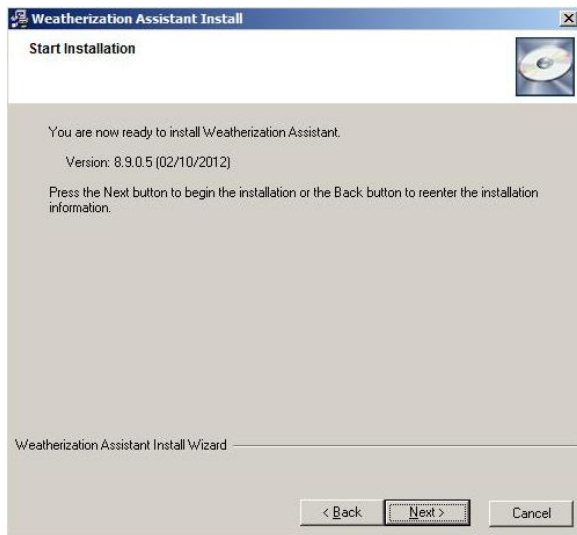 Weatherization Assistant Install
Start Installation
You are now ready to install Weatherization Assistant.
Version: 8.9.0.5 (02/10/2012)
Press the Next button to begin the installation or the Back button to reenter the installation
information.
Weatherization Assistant Install Wizard
< Back Next > Cancel